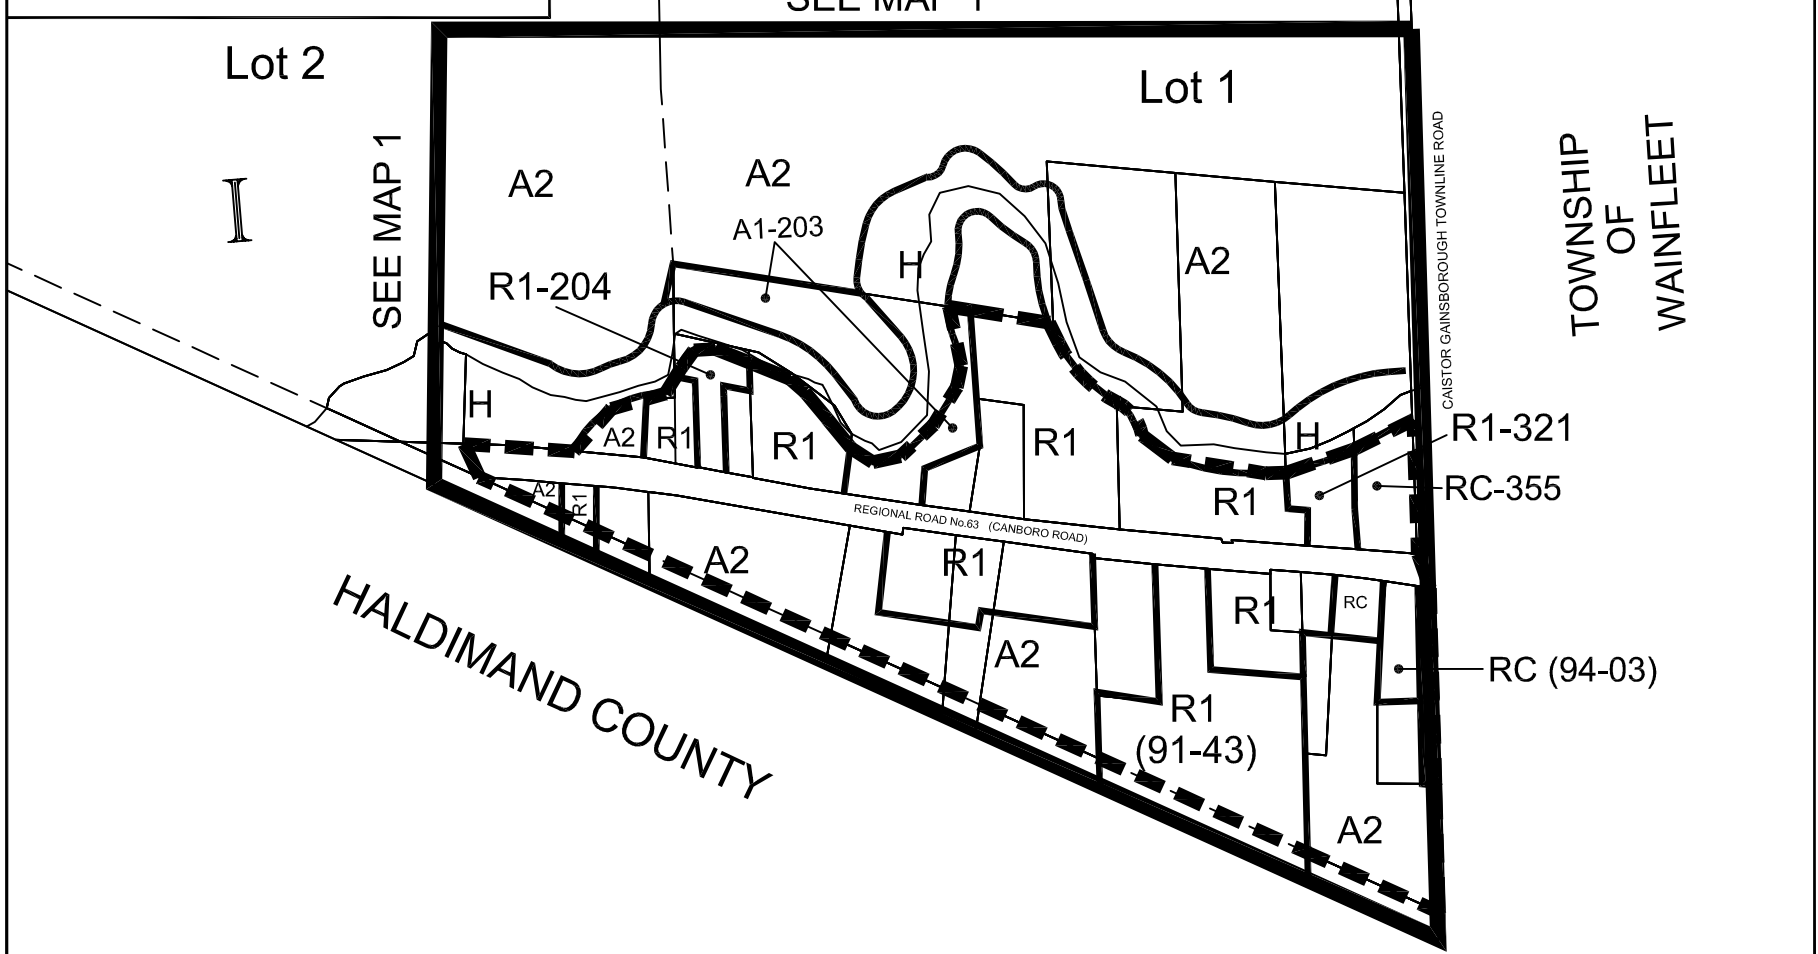 SEE MAP 1
Lot 2
Lot 1
I
SEE MAP 1
A2
A2
A1-203
R1-204
H
A2
CAISTOR GAINSBOROUGH TOWNLINE ROAD
TOWNSHIP
OF
WAINFLEET
H
A2
R1
R1
R1
H
R1-321
RC-355
R1
A2
R1
REGIONAL ROAD No.63 (CANBORO ROAD)
A2
R1
R1
RC
A2
RC (94-03)
R1
(91-43)
A2
HALDIMAND COUNTY